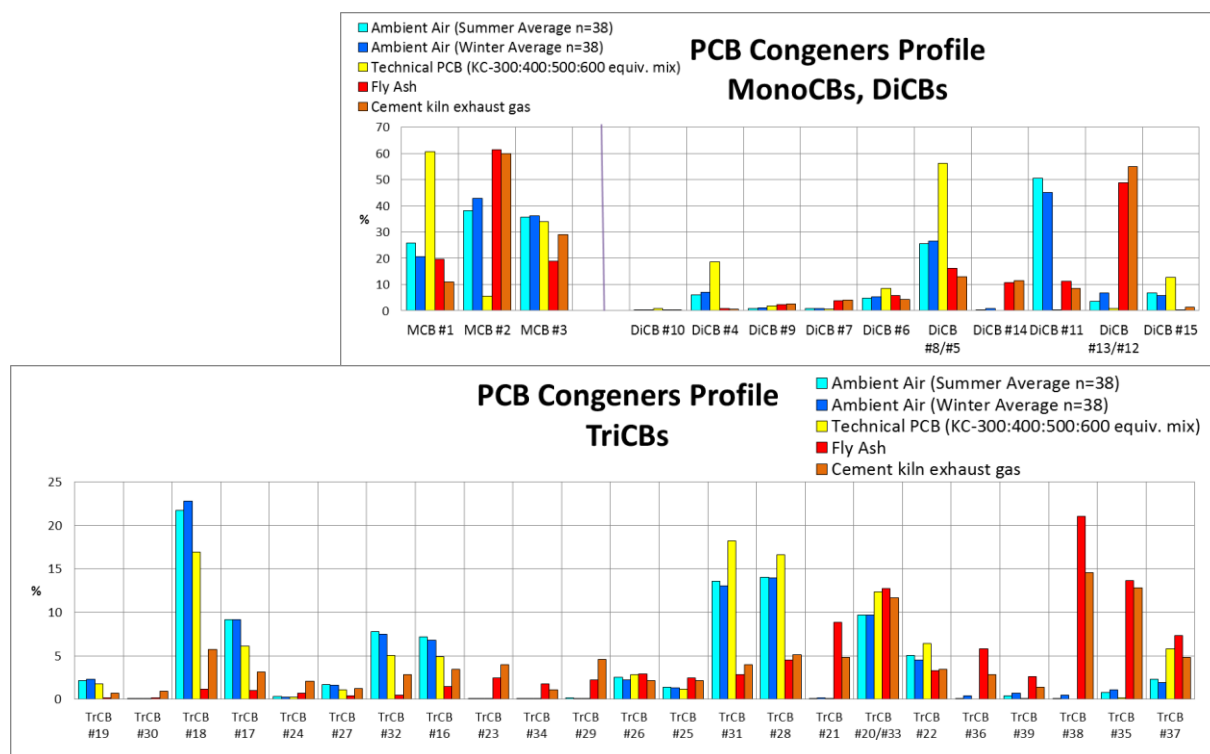 Ambient Air (Summer Average n=38)
Ambient Air (Winter Average n=38)
Technical PCB (KC-300:400:500:600 equiv. mix)
Fly Ash
Cement kiln exhaust gas
PCB Congeners Profile
MonoCBs, DiCBs
70
60
50
40
%
30
20
10
0
MCB #1 MCB #2 MCB #3 DiCB #10 DiCB #4 DiCB #9 DiCB #7 DiCB #6 DiCB DiCB #14 DiCB #11 DiCB DiCB #15
#8/#5 #13/#12
PCB Congeners Profile
TriCBs
Ambient Air (Summer Average n=38)
Ambient Air (Winter Average n=38)
Technical PCB (KC-300:400:500:600 equiv. mix)
Fly Ash
Cement kiln exhaust gas
25
20
15
%
10
5
0
TrCB TrCB TrCB TrCB TrCB TrCB TrCB TrCB TrCB TrCB TrCB TrCB TrCB TrCB TrCB TrCB TrCB TrCB TrCB TrCB TrCB TrCB TrCB
#19 #30 #18 #17 #24 #27 #32 #16 #23 #34 #29 #26 #25 #31 #28 #21 #20/#33 #22 #36 #39 #38 #35 #37